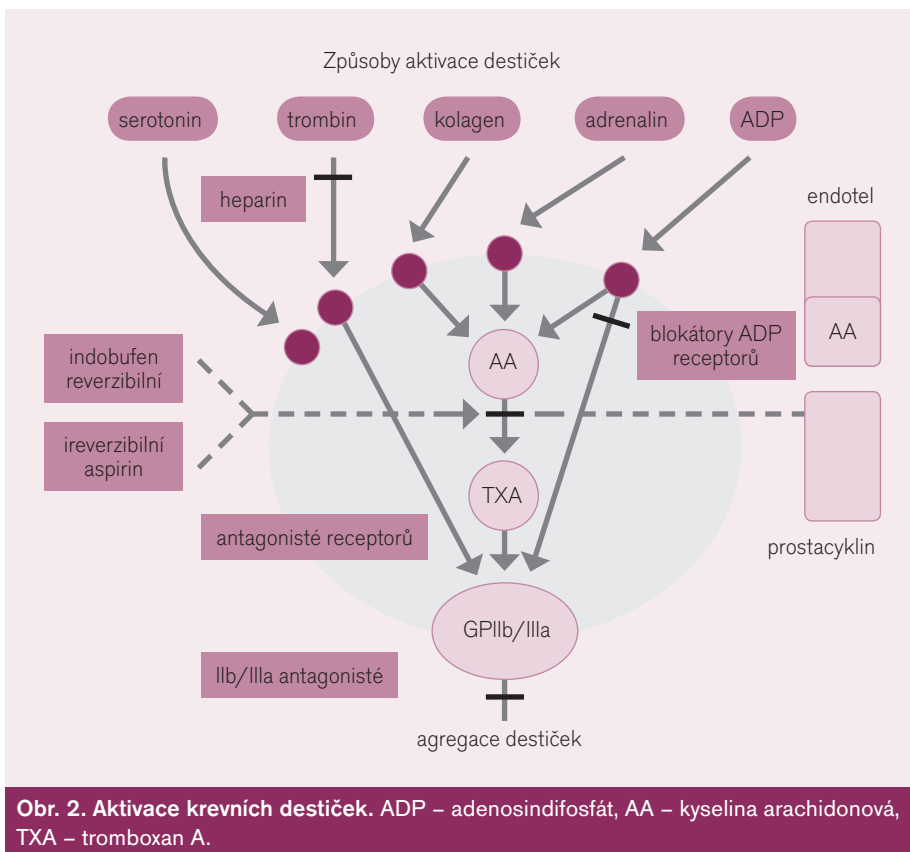 Způsoby aktivace destiček
serotonin
trombin
kolagen
adrenalin
ADP
heparin
endotel
indobufen
reverzibilní
AA
blokátory ADP
receptorů
AA
ireverzibilní
aspirin
TXA
antagonisté receptorů
prostacyklin
GPIIb/IIIa
IIb/IIIa antagonisté
agregace destiček
Obr. 2. Aktivace krevních destiček. ADP – adenosindifosfát, AA – kyselina arachidonová,
TXA – tromboxan A.